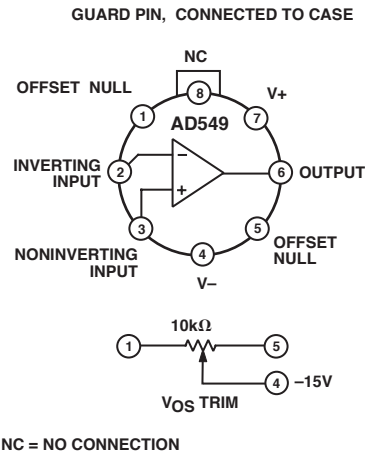 GUARD PIN, CONNECTED TO CASE
NC
8
OFFSET NULL
1
V+
7
AD549
INVERTING
INPUT
2
−
+
6
OUTPUT
NONINVERTING
INPUT
3
5
OFFSET
NULL
4
V−
10kΩ
1
5
4
−15V
VOS TRIM
NC = NO CONNECTION